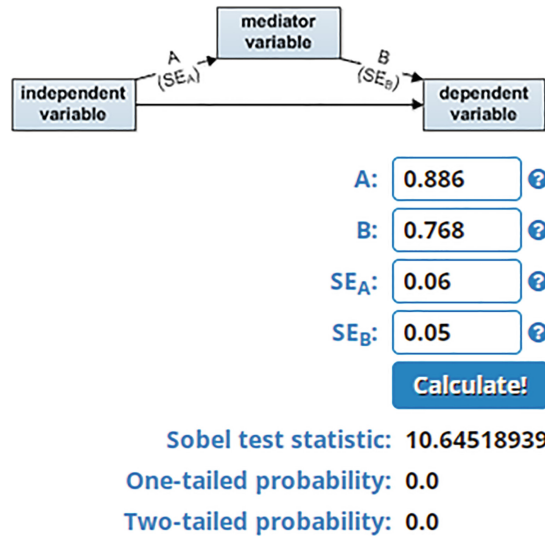 mediator
variable
A
(SEA)
B
(SEB)
independent
variable
dependent
variable
A: 0.886 ?
B: 0.768 ?
SEA: 0.06 ?
SEB: 0.05 ?
Calculate!
Sobel test statistic: 10.64518939
One-tailed probability: 0.0
Two-tailed probability: 0.0